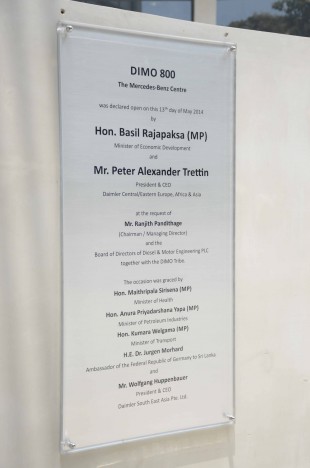 DIMO 800
The Mercedes-Benz Centre
was declared open on this 13th day of May 2014
by
Hon. Basil Rajapaksa (MP)
Minister of Economic Development
and
Mr. Peter Alexander Trettin
President & CEO
Daimler Central/Eastern Europe, Africa & Asia
at the request of
Mr. Ranjith Pandithage
(Chairman / Managing Director)
and the
Board of Directors of Diesel & Motor Engineering PLC
together with the DIMO Tribe.
The occasion was graced by
Hon. Maithripala Sirisena (MP)
Minister of Health
Hon. Anura Priyadarshana Yapa (MP)
Minister of Petroleum Industries
Hon. Kumara Welgama (MP)
Minister of Transport
H.E. Dr. Jurgen Morhard
Ambassador of the Federal Republic of Germany to Sri Lanka
and
Mr. Wolfgang Huppenbauer
President & CEO
Daimler South East Asia Pte. Ltd.